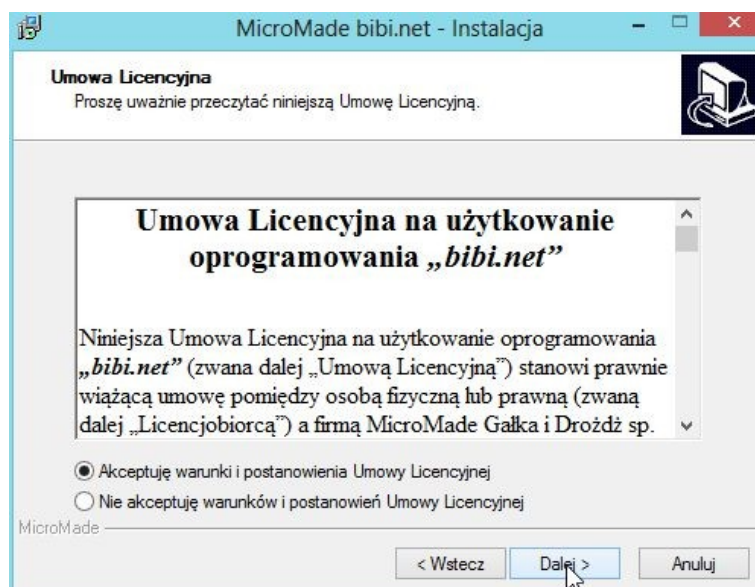 MicroMade bibi.net - Instalacja
Umowa Licencyjna
Proszę uważnie przeczytać niniejszą Umowę Licencyjną.
Umowa Licencyjna na użytkowanie
oprogramowania „bibi.net”
Niniejsza Umowa Licencyjna na użytkowanie oprogramowania
„bibi.net” (zwana dalej „Umową Licencyjną”) stanowi prawnie
wiążącą umowę pomiędzy osobą fizyczną lub prawną (zwaną
dalej „Licencjobiorcą”) a firmą MicroMade Gałka i Drożdż sp.
Akceptuję warunki i postanowienia Umowy Licencyjnej
Nie akceptuję warunków i postanowień Umowy Licencyjnej
MicroMade
< Wstecz Dalej > Anuluj